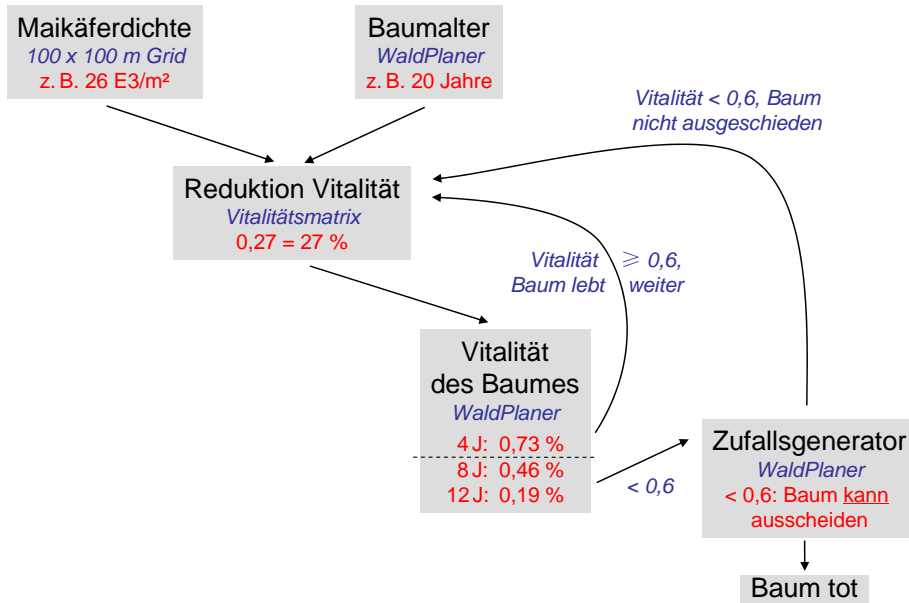 Maikäferdichte
100 x 100 m Grid
z. B. 26 E3/m²
Baumalter
WaldPlaner
z. B. 20 Jahre
Vitalität < 0,6, Baum
nicht ausgeschieden
Reduktion Vitalität
Vitalitätsmatrix
0,27 = 27 %
Vitalität ≥ 0,6,
Baum lebt weiter
Vitalität
des Baumes
WaldPlaner
4 J: 0,73 %
8 J: 0,46 %
12 J: 0,19 %
< 0,6
Zufallsgenerator
WaldPlaner
< 0,6: Baum kann
ausscheiden
Baum tot